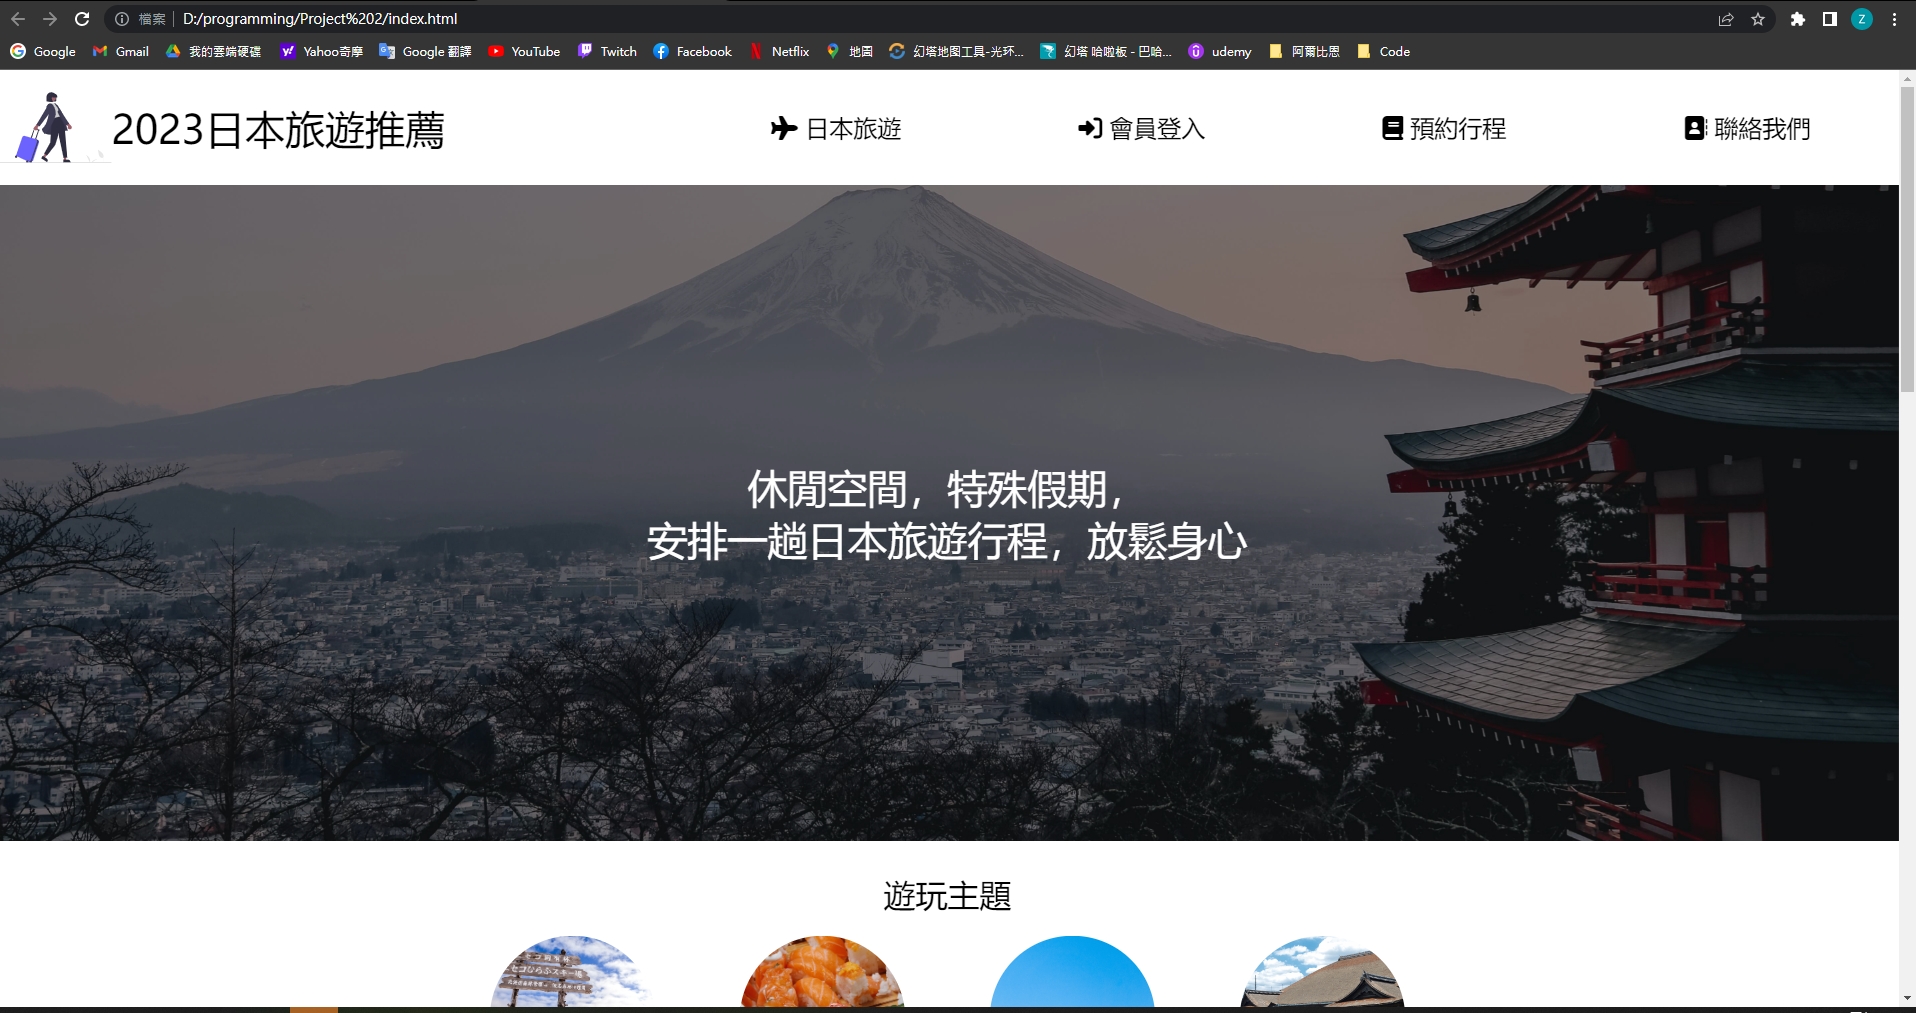 檔案 D:/programming/Project%202/index.html Z
Google Gmail 我的雲端硬碟 Yahoo奇摩 Google 翻譯 YouTube Twitch Facebook Netflix 地圖 幻塔地图工具-光环... 幻塔 哈啦板 - 巴哈... udemy 阿爾比恩 Code
2023日本旅遊推薦 日本旅遊 會員登入 預約行程 聯絡我們
休閒空間，特殊假期，
安排一趟日本旅遊行程，放鬆身心
遊玩主題